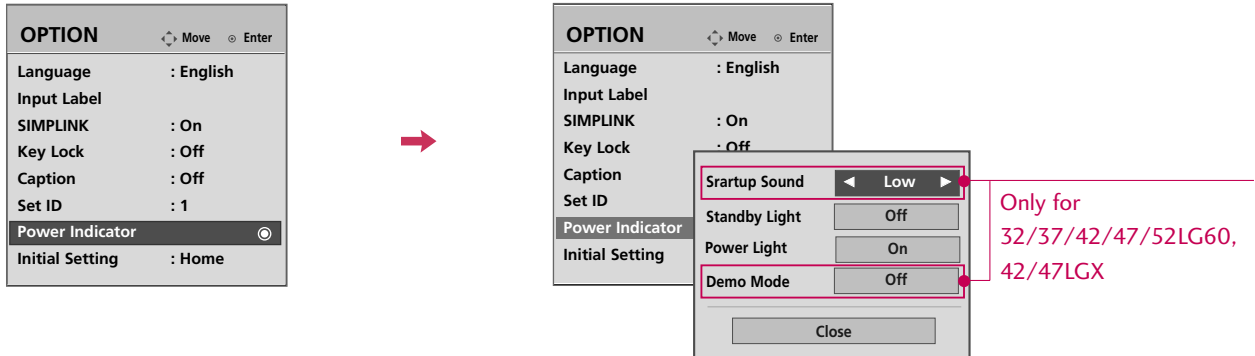 OPTION Move Enter
Language : English
Input Label
SIMPLINK : On
Key Lock : Off
Caption : Off
Set ID : 1
Power Indicator
Initial Setting : Home
OPTION Move Enter
Language : English
Input Label
SIMPLINK : On
Key Lock : Off
Caption
Set ID
Power Indicator
Initial Setting
Srartup Sound Low
Standby Light Off
Power Light On
Demo Mode Off
Close
Only for
32/37/42/47/52LG60,
42/47LGX